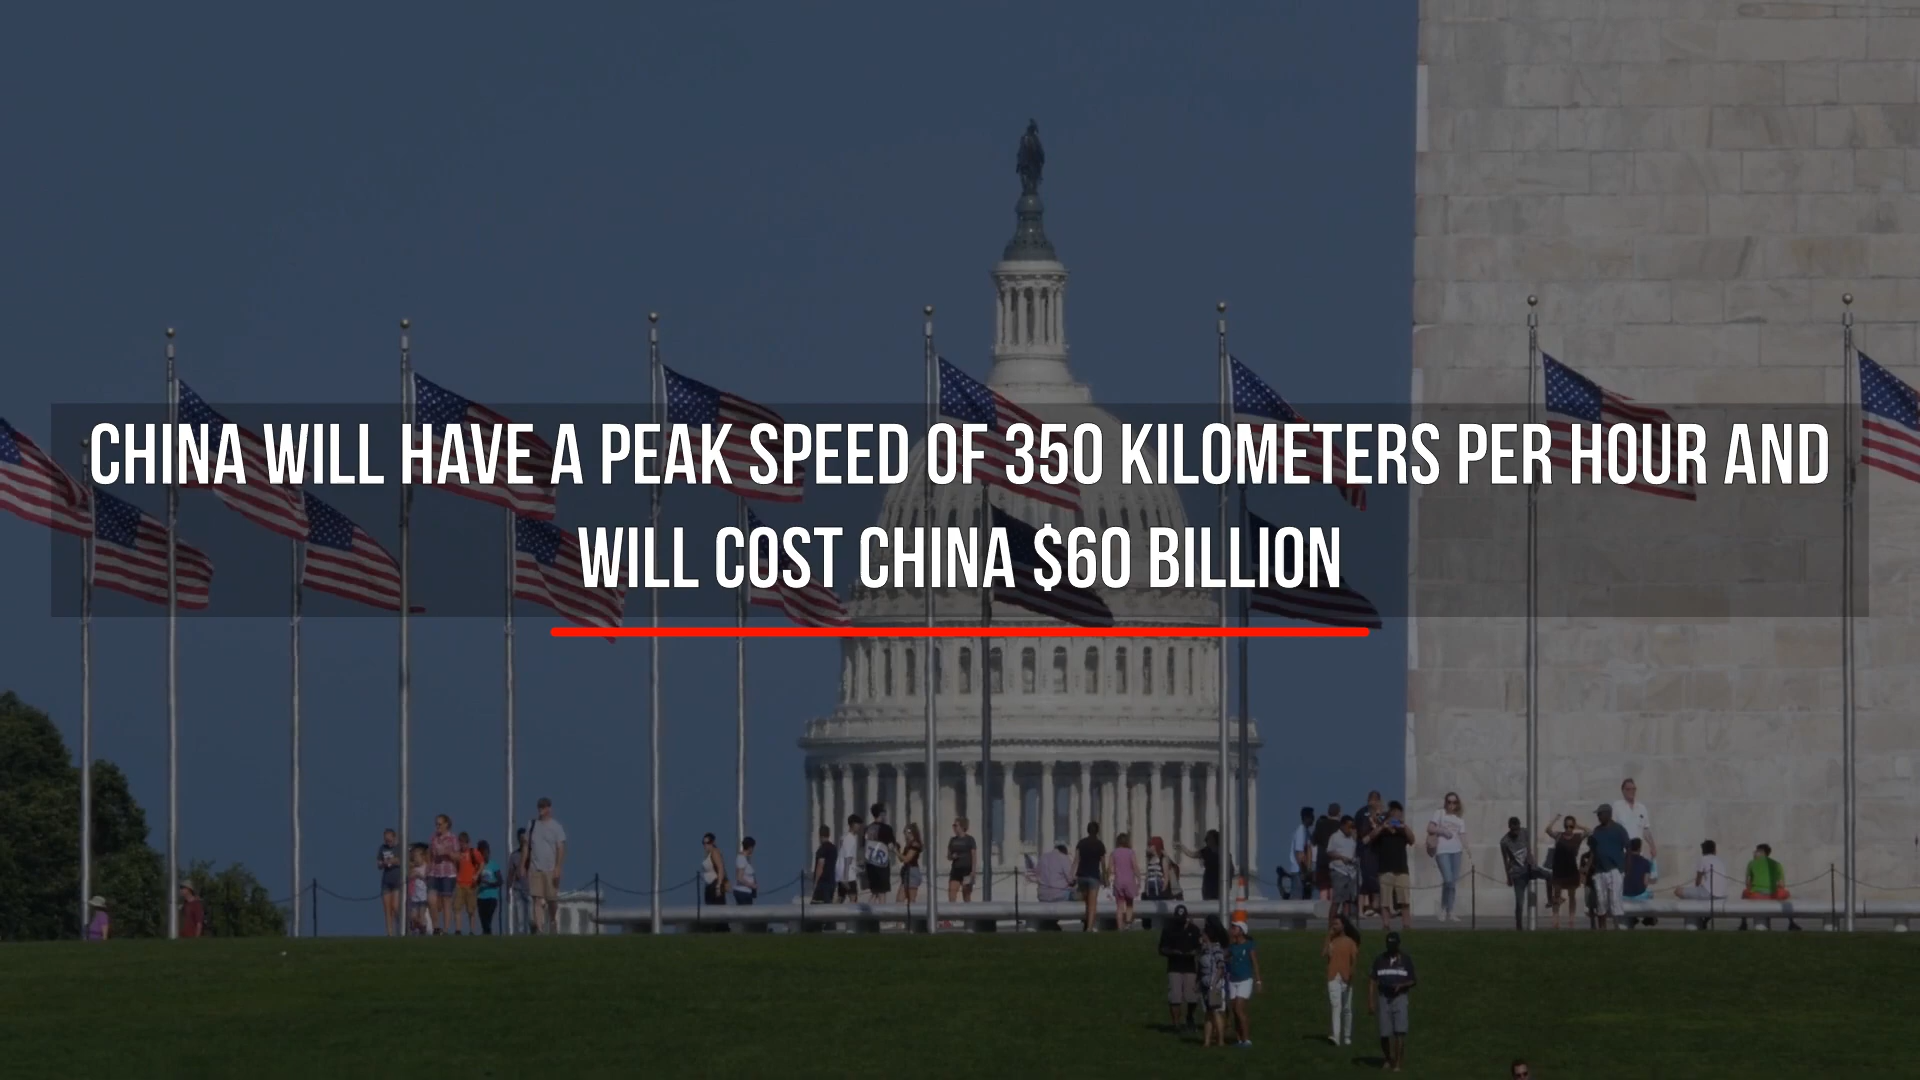 CHINA WILL HAVE A PEAK SPEED OF 350 KILOMETERS PER HOUR AND
WILL COST CHINA $60 BILLION